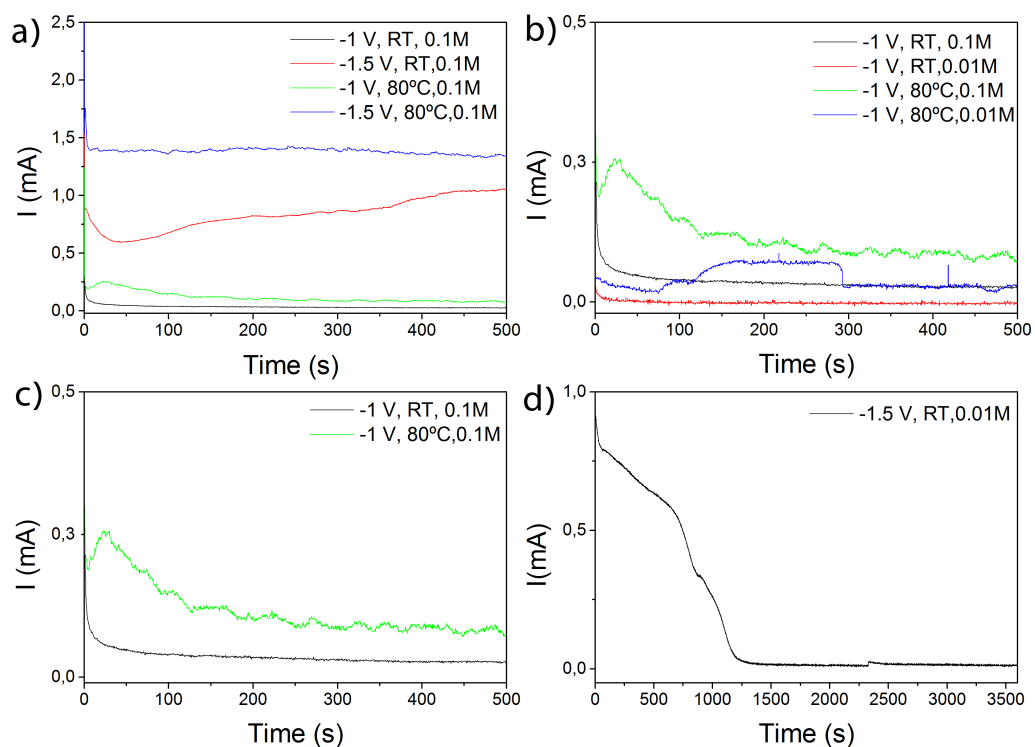 a)
-1 V, RT, 0.1M
-1.5 V, RT,0.1M
-1 V, 80ºC,0.1M
-1.5 V, 80ºC,0.1M
2,5
2,0
1,5
1,0
0,5
0,0
I (mA)
0 100 200 300 400 500
Time (s)
b)
-1 V, RT, 0.1M
-1 V, RT,0.01M
-1 V, 80ºC,0.1M
-1 V, 80ºC,0.01M
0,5
0,3
0,0
I (mA)
0 100 200 300 400 500
Time (s)
c)
-1 V, RT, 0.1M
-1 V, 80ºC,0.1M
0,5
0,3
0,0
I (mA)
0 100 200 300 400 500
Time (s)
d)
-1.5 V, RT,0.01M
1,0
0,5
0,0
I(mA)
0 500 1000 1500 2000 2500 3000 3500
Time (s)